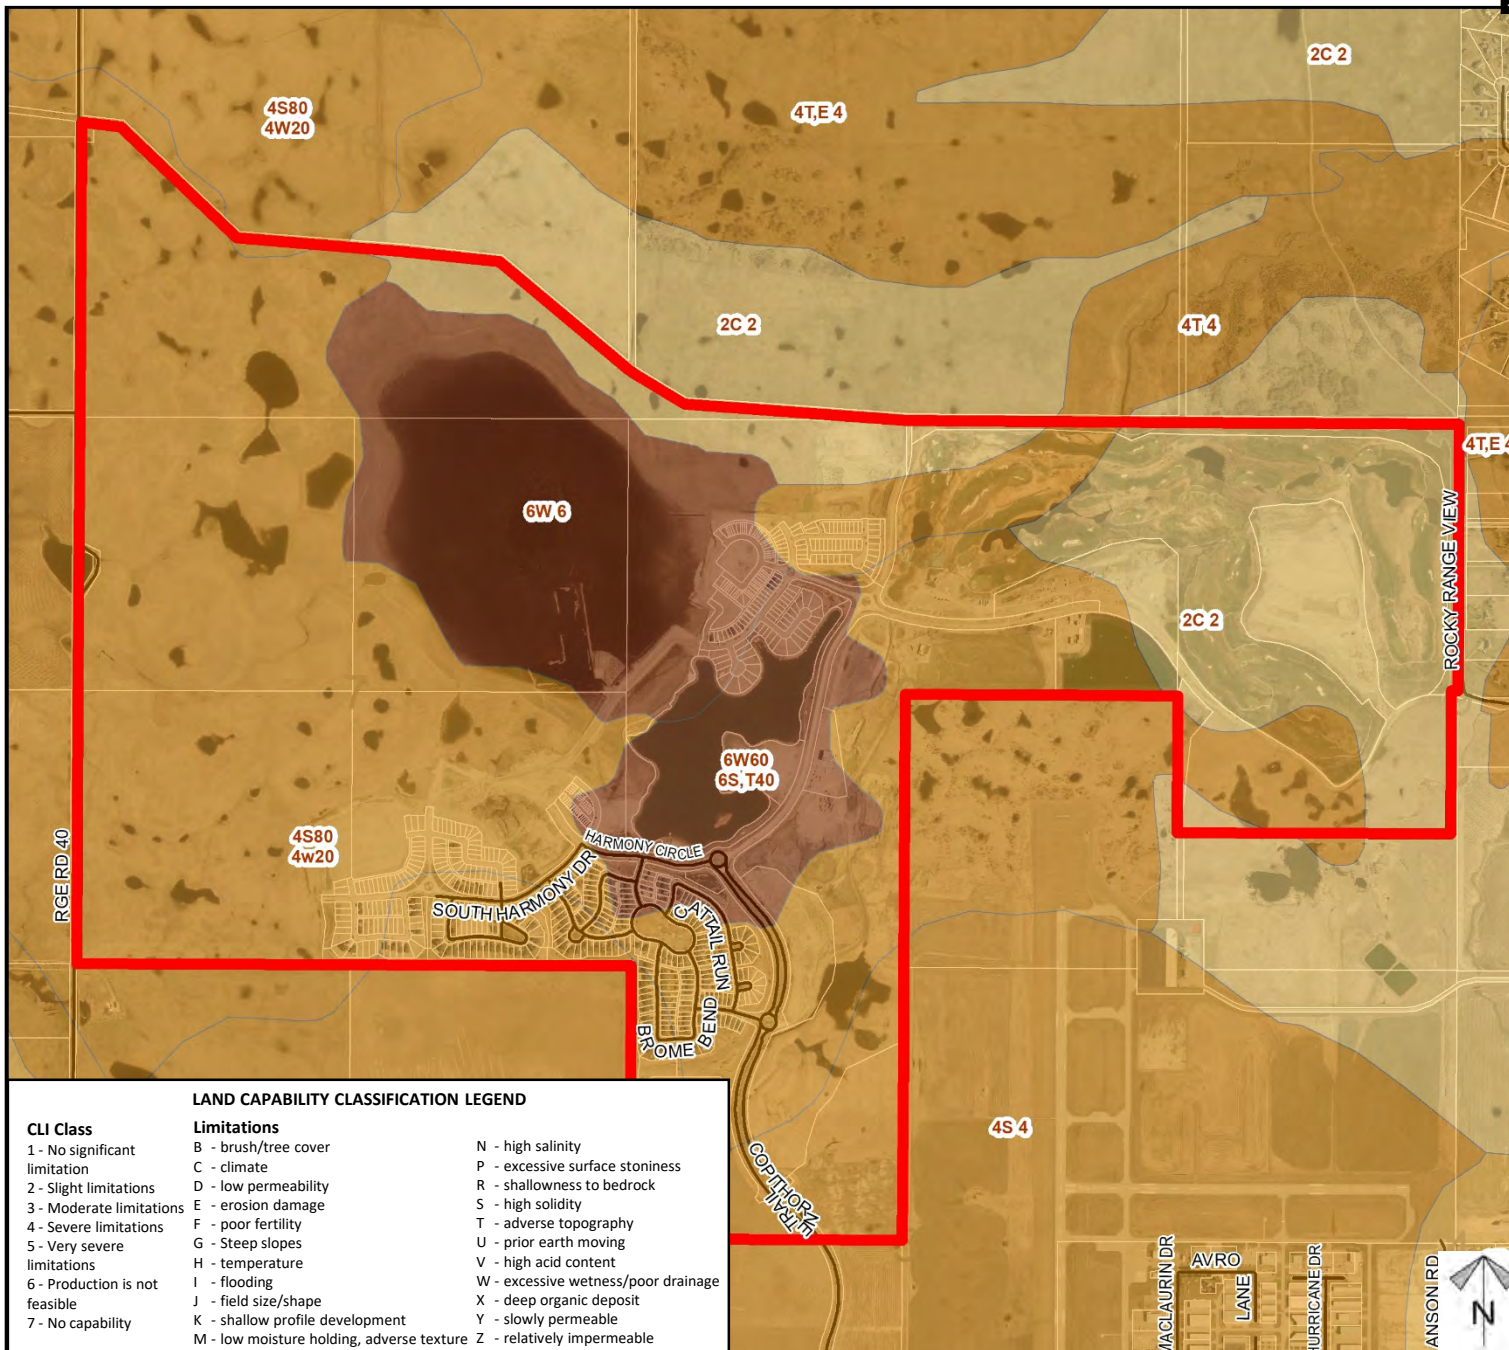 2C 2
4S80
4W20
4T,E 4
2C 2
4T 4
4T,E 4
6W 6
ROCKY RANGE VIEW
2C 2
6W60
6S,T40
4S80
4w20
RGE RD 40
HARMONY CIRCLE
SOUTH HARMONY DR
CATTAIL RUN
BROME BEND
4S 4
COPITHORNE TRAIL
AVRO LANE
MACLAURIN DR
HURRICANE DR
ANSON RD
N
LAND CAPABILITY CLASSIFICATION LEGEND
CLI Class
1 - No significant
limitation
2 - Slight limitations
3 - Moderate limitations
4 - Severe limitations
5 - Very severe
limitations
6 - Production is not
feasible
7 - No capability
Limitations
B - brush/tree cover
C - climate
D - low permeability
E - erosion damage
F - poor fertility
G - Steep slopes
H - temperature
I - flooding
J - field size/shape
K - shallow profile development
M - low moisture holding, adverse texture
N - high salinity
P - excessive surface stoniness
R - shallowness to bedrock
S - high solidity
T - adverse topography
U - prior earth moving
V - high acid content
W - excessive wetness/poor drainage
X - deep organic deposit
Y - slowly permeable
Z - relatively impermeable